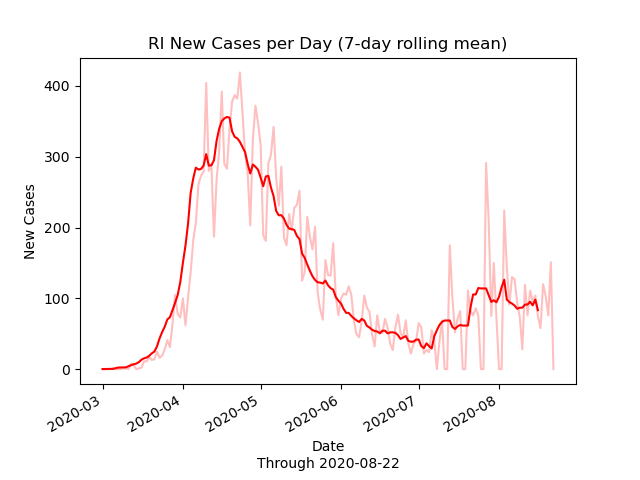 RI New Cases per Day (7-day rolling mean)
New Cases
400
300
200
100
0
2020-03
2020-04
2020-05
2020-06
2020-07
2020-08
Date
Through 2020-08-22